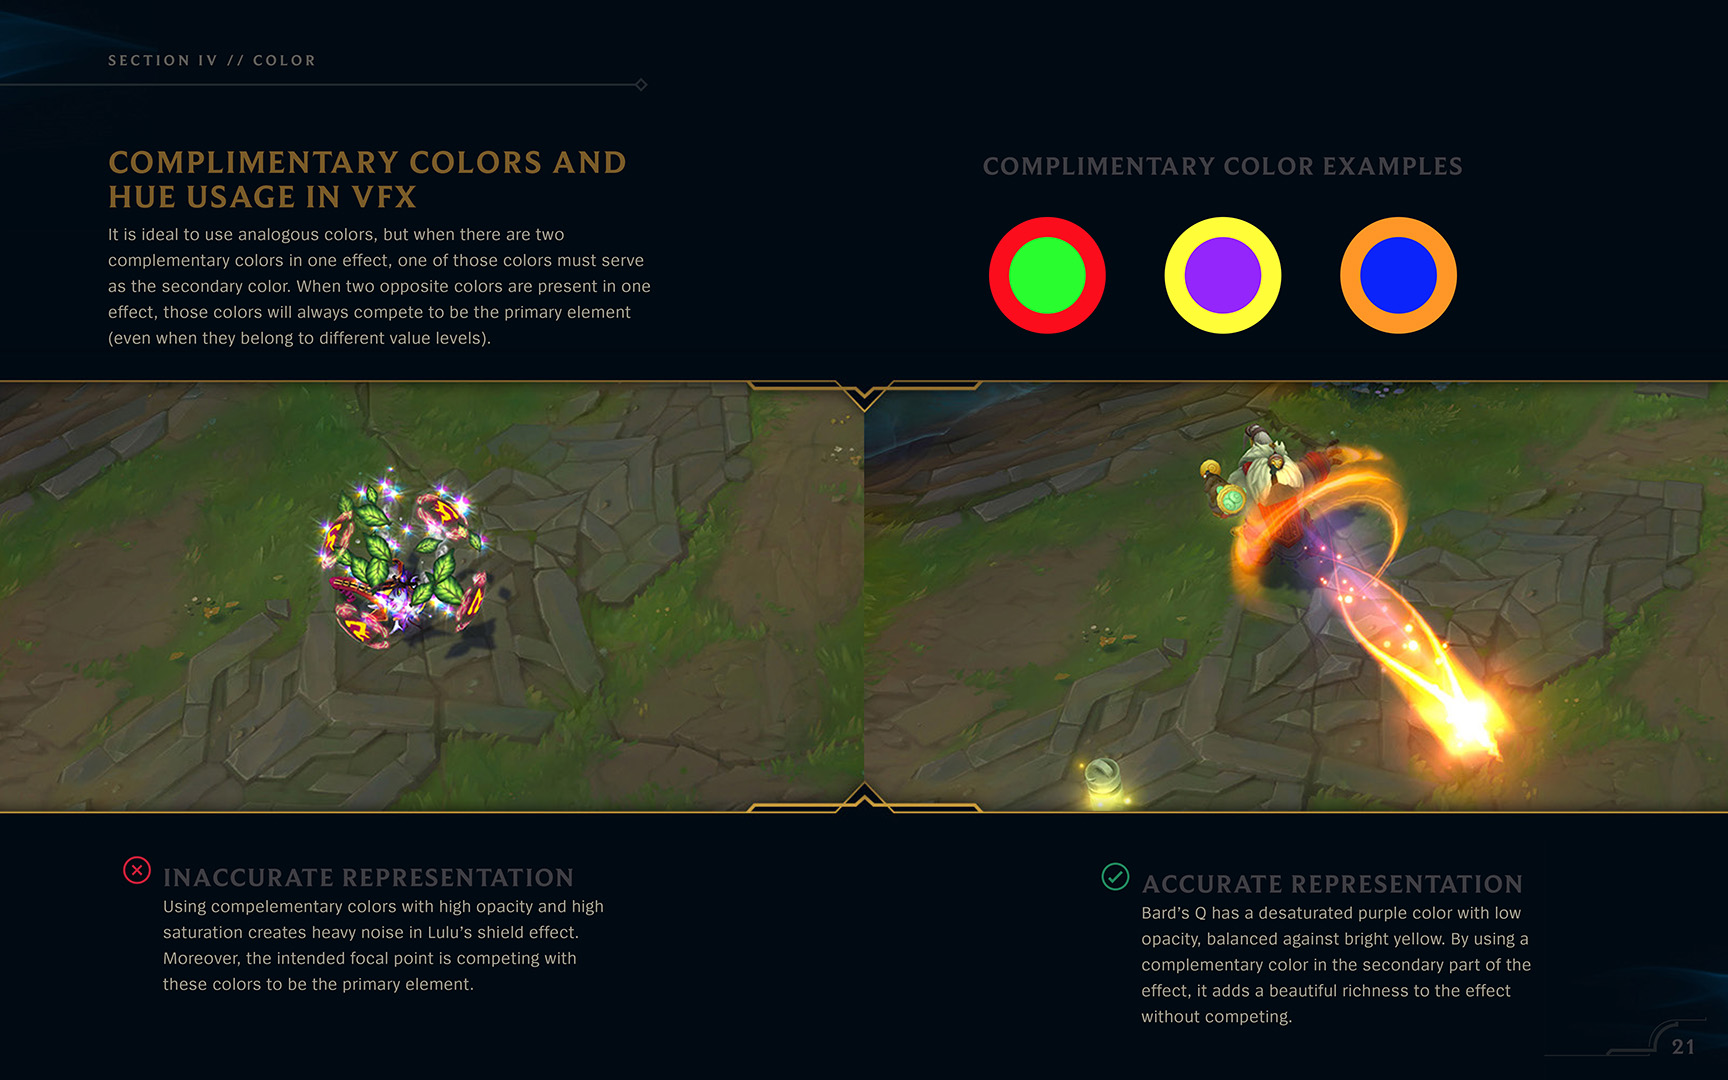 SECTION IV // COLOR
COMPLIMENTARY COLORS AND
HUE USAGE IN VFX
It is ideal to use analogous colors, but when there are two
complementary colors in one effect, one of those colors must serve
as the secondary color. When two opposite colors are present in one
effect, those colors will always compete to be the primary element
(even when they belong to different value levels).
COMPLIMENTARY COLOR EXAMPLES
INACCURATE REPRESENTATION
Using compelementary colors with high opacity and high
saturation creates heavy noise in Lulu’s shield effect.
Moreover, the intended focal point is competing with
these colors to be the primary element.
ACCURATE REPRESENTATION
Bard’s Q has a desaturated purple color with low
opacity, balanced against bright yellow. By using a
complementary color in the secondary part of the
effect, it adds a beautiful richness to the effect
without competing.
21